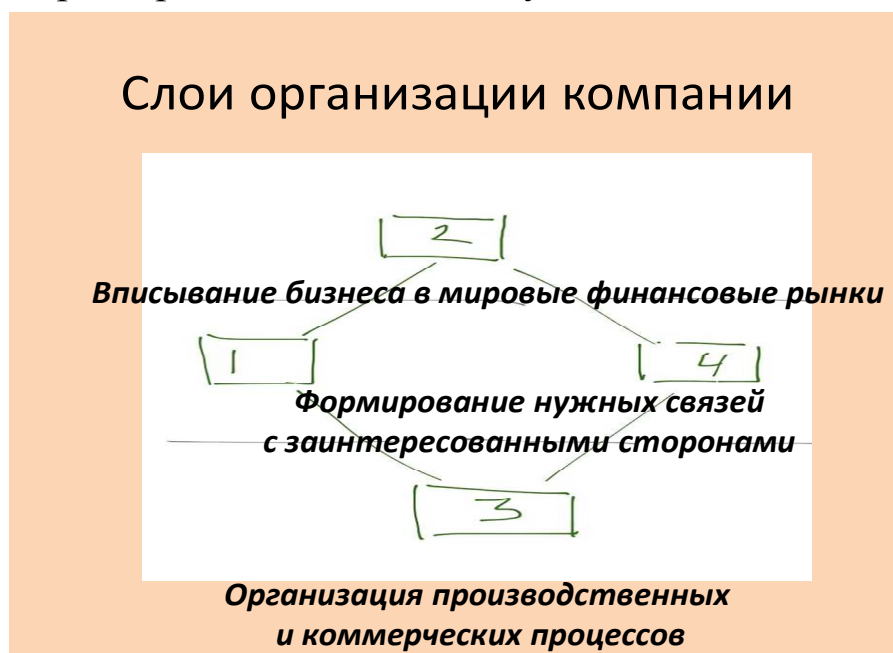 Слои организации компании
2
Вписывание бизнеса в мировые финансовые рынки
1
4
Формирование нужных связей
с заинтересованными сторонами
3
Организация производственных
и коммерческих процессов